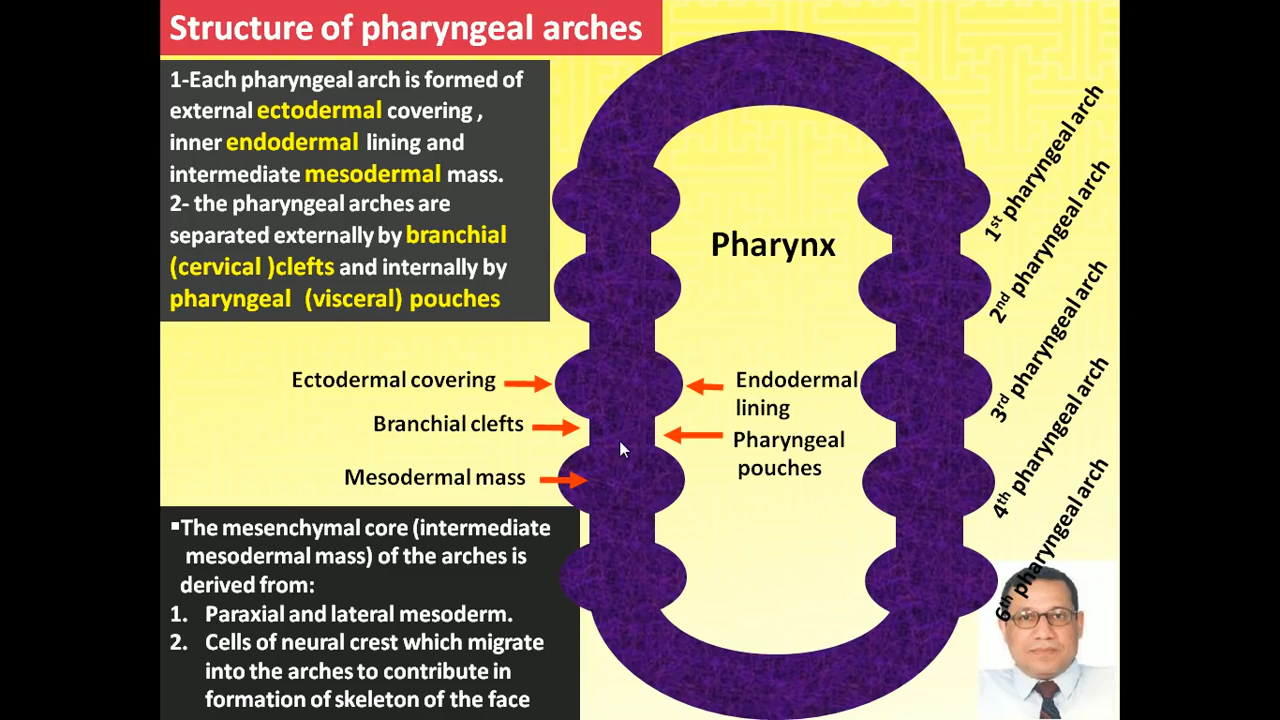 Structure of pharyngeal arches
1-Each pharyngeal arch is formed of
external ectodermal covering ,
inner endodermal lining and
intermediate mesodermal mass.
2- the pharyngeal arches are
separated externally by branchial
(cervical )clefts and internally by
pharyngeal (visceral) pouches
Pharynx
1st pharyngeal arch
2nd pharyngeal arch
3rd pharyngeal arch
4th pharyngeal arch
6th pharyngeal arch
Ectodermal covering
Branchial clefts
Mesodermal mass
Endodermal
lining
Pharyngeal
pouches
▪The mesenchymal core (intermediate
mesodermal mass) of the arches is
derived from:
1. Paraxial and lateral mesoderm.
2. Cells of neural crest which migrate
into the arches to contribute in
formation of skeleton of the face